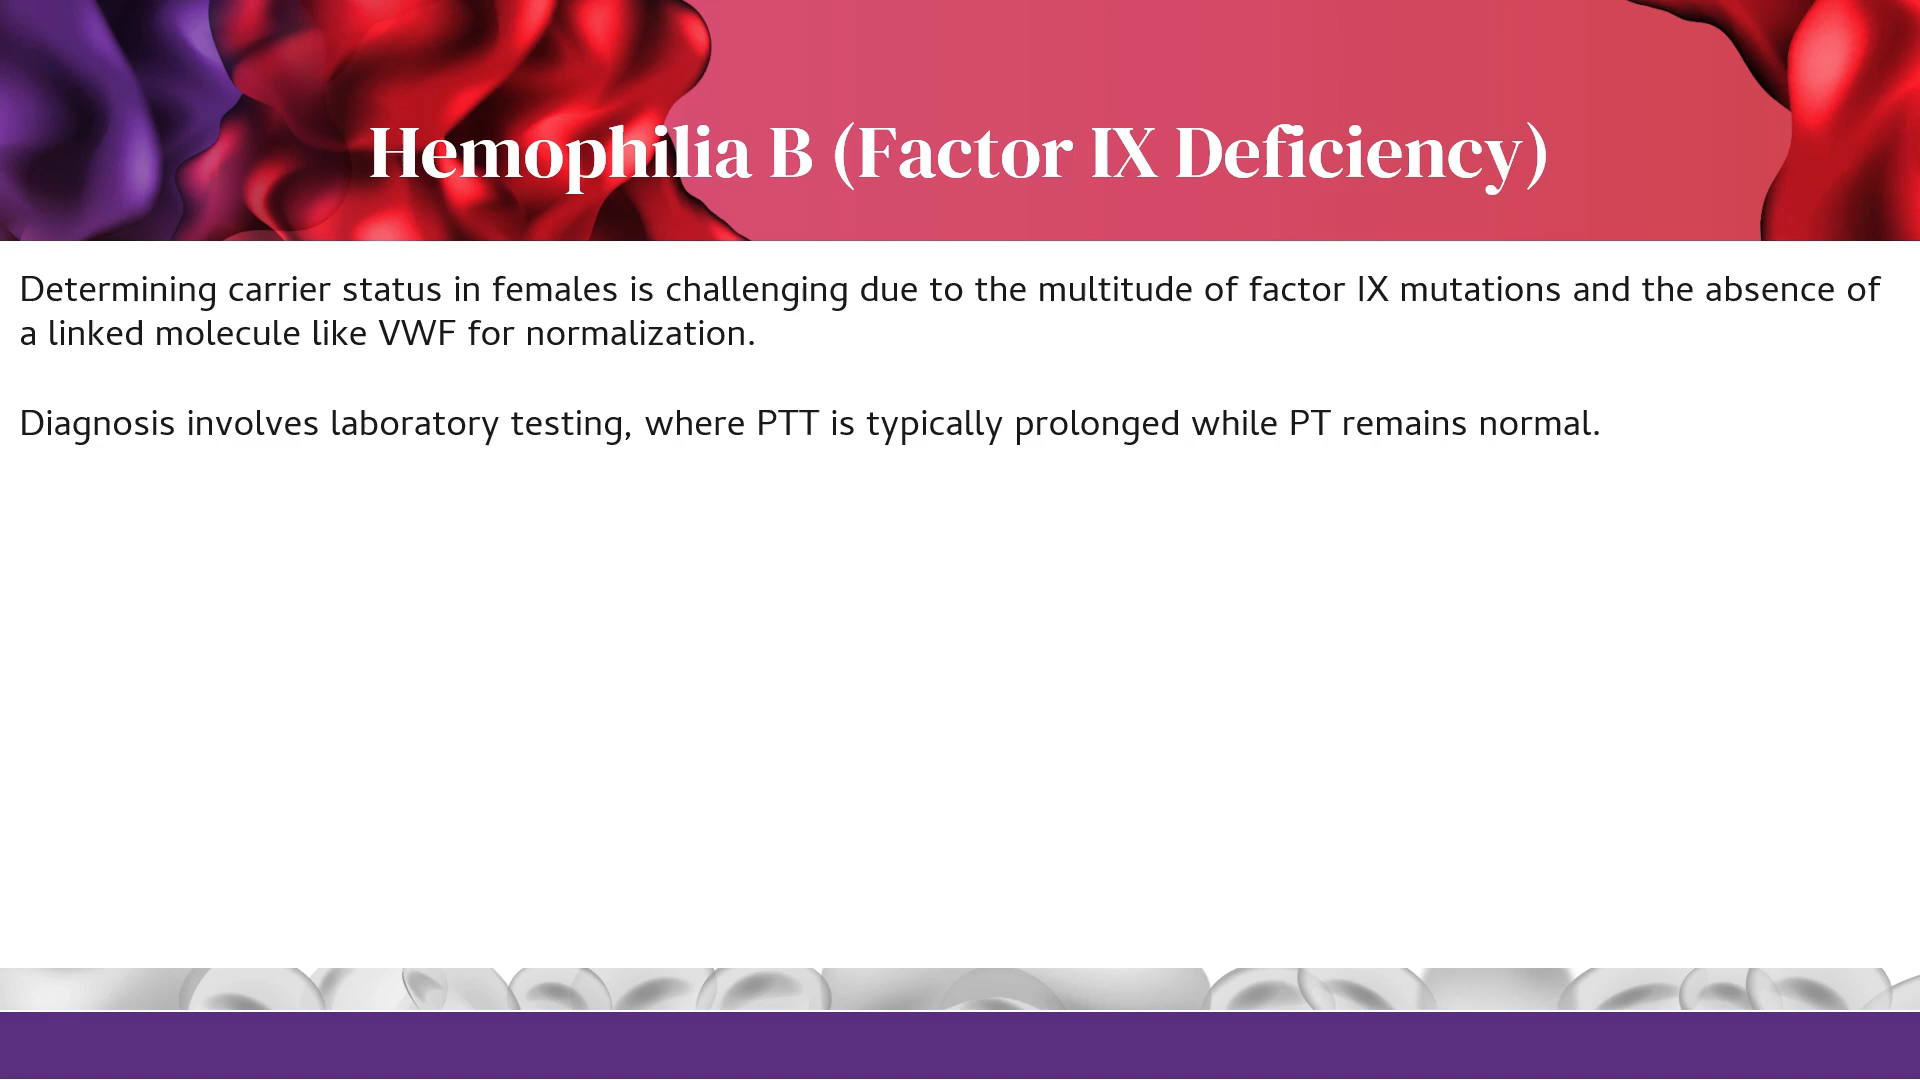 Hemophilia B (Factor IX Deficiency)
Determining carrier status in females is challenging due to the multitude of factor IX mutations and the absence of
a linked molecule like VWF for normalization.
Diagnosis involves laboratory testing, where PTT is typically prolonged while PT remains normal.